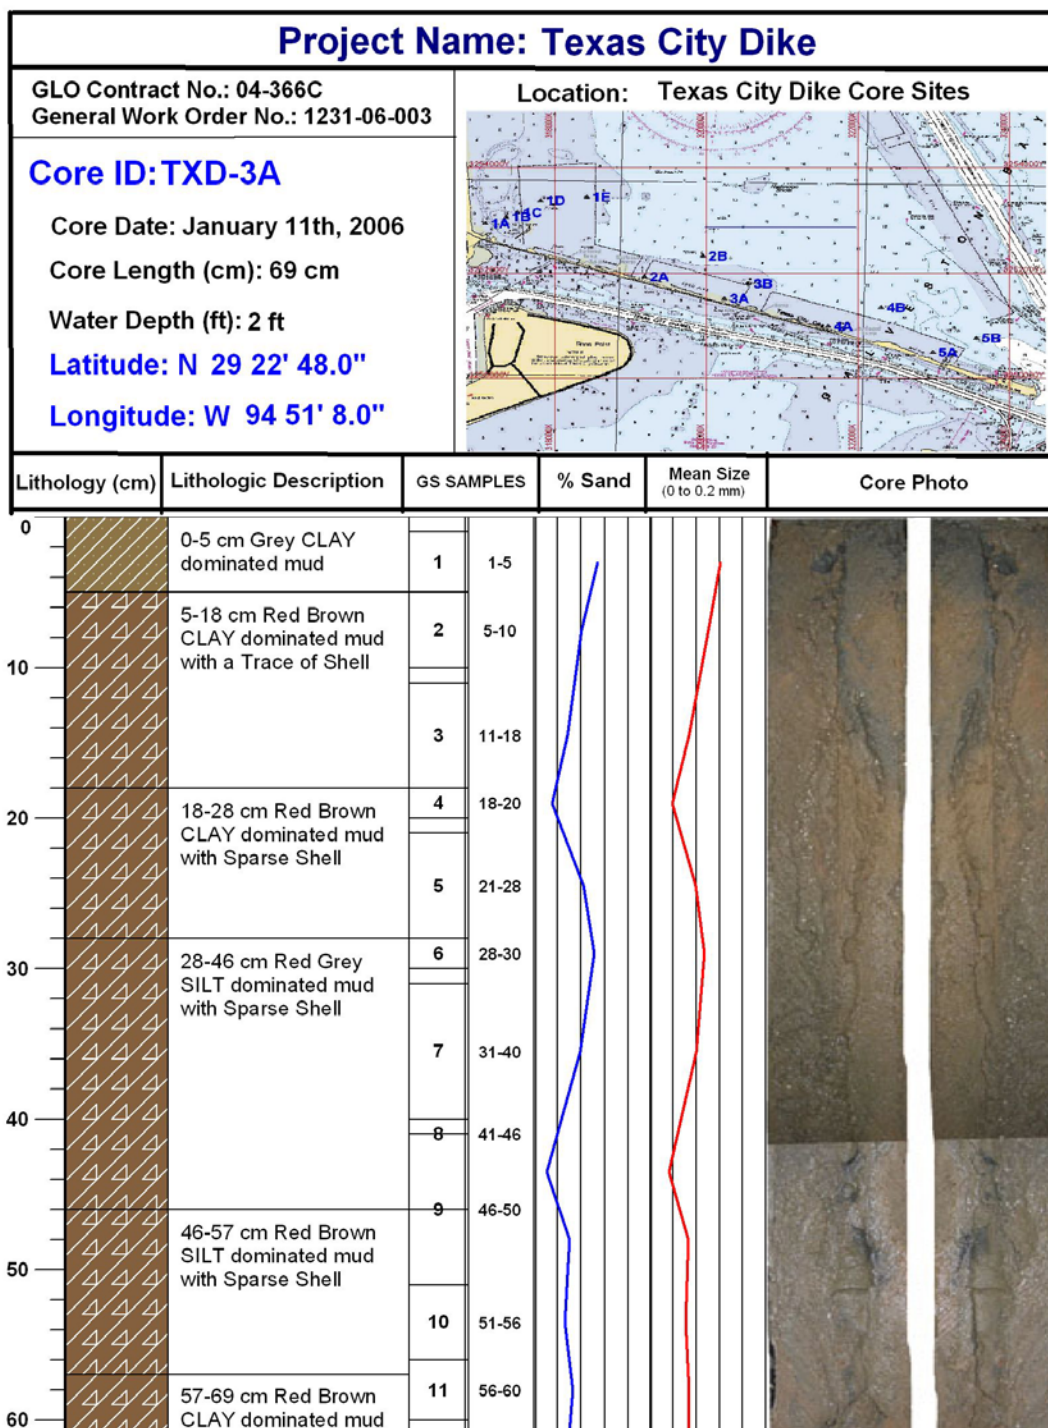 Project Name: Texas City Dike
GLO Contract No.: 04-366C
General Work Order No.: 1231-06-003
Core ID: TXD-3A
Core Date: January 11th, 2006
Core Length (cm): 69 cm
Water Depth (ft): 2 ft
Latitude: N 29 22' 48.0"
Longitude: W 94 51' 8.0"
Location: Texas City Dike Core Sites
1A 1B 1C 1D 1E
2A 2B
3A 3B
4A 4B
5A 5B
Lithology (cm)
Lithologic Description
GS SAMPLES
% Sand
Mean Size
(0 to 0.2 mm)
Core Photo
0
10
20
30
40
50
60
0-5 cm Grey CLAY
dominated mud
5-18 cm Red Brown
CLAY dominated mud
with a Trace of Shell
18-28 cm Red Brown
CLAY dominated mud
with Sparse Shell
28-46 cm Red Grey
SILT dominated mud
with Sparse Shell
46-57 cm Red Brown
SILT dominated mud
with Sparse Shell
57-69 cm Red Brown
CLAY dominated mud
1 1-5
2 5-10
3 11-18
4 18-20
5 21-28
6 28-30
7 31-40
8 41-46
9 46-50
10 51-56
11 56-60